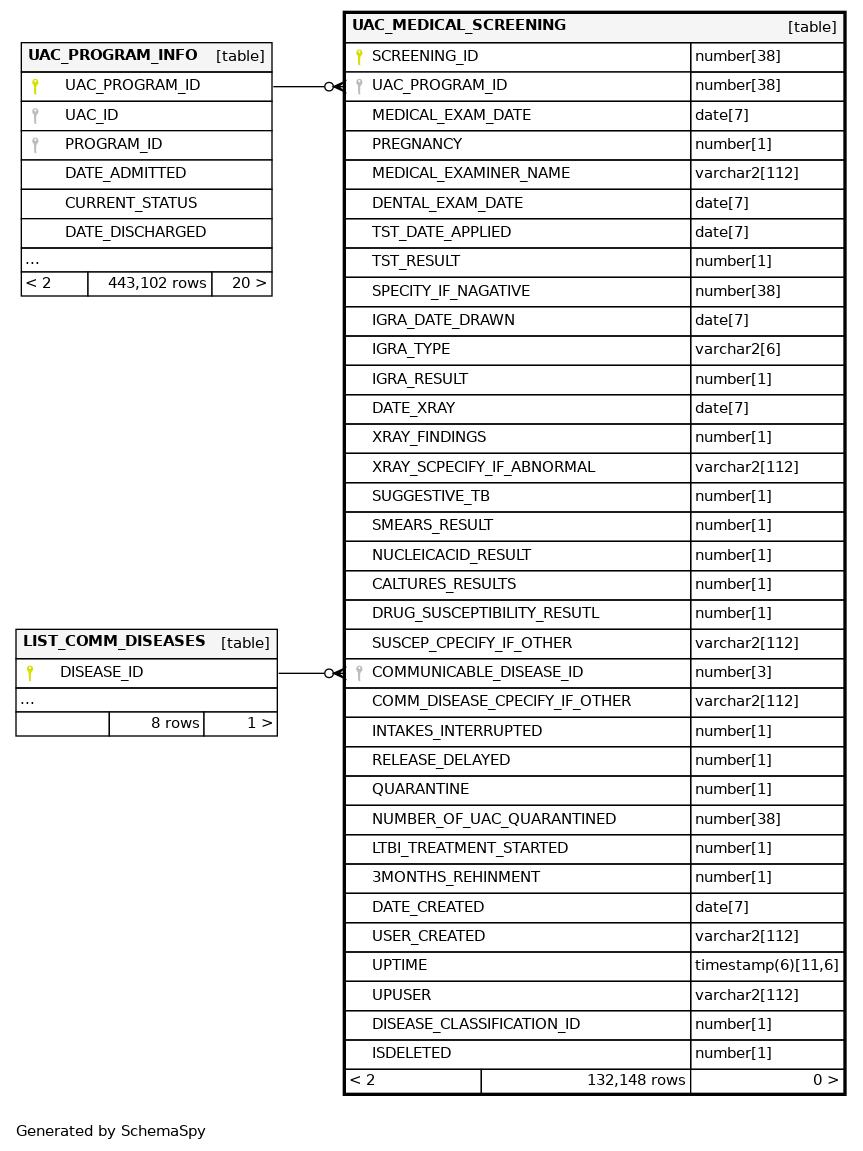 UAC_PROGRAM_INFO [table]
UAC_PROGRAM_ID
UAC_ID
PROGRAM_ID
DATE_ADMITTED
CURRENT_STATUS
DATE_DISCHARGED
...
< 2 443,102 rows 20 >
LIST_COMM_DISEASES [table]
DISEASE_ID
...
8 rows 1 >
UAC_MEDICAL_SCREENING [table]
SCREENING_ID number[38]
UAC_PROGRAM_ID number[38]
MEDICAL_EXAM_DATE date[7]
PREGNANCY number[1]
MEDICAL_EXAMINER_NAME varchar2[112]
DENTAL_EXAM_DATE date[7]
TST_DATE_APPLIED date[7]
TST_RESULT number[1]
SPECITY_IF_NAGATIVE number[38]
IGRA_DATE_DRAWN date[7]
IGRA_TYPE varchar2[6]
IGRA_RESULT number[1]
DATE_XRAY date[7]
XRAY_FINDINGS number[1]
XRAY_SCPECIFY_IF_ABNORMAL varchar2[112]
SUGGESTIVE_TB number[1]
SMEARS_RESULT number[1]
NUCLEICACID_RESULT number[1]
CALTURES_RESULTS number[1]
DRUG_SUSCEPTIBILITY_RESUTL number[1]
SUSCEP_CPECIFY_IF_OTHER varchar2[112]
COMMUNICABLE_DISEASE_ID number[3]
COMM_DISEASE_CPECIFY_IF_OTHER varchar2[112]
INTAKES_INTERRUPTED number[1]
RELEASE_DELAYED number[1]
QUARANTINE number[1]
NUMBER_OF_UAC_QUARANTINED number[38]
LTBI_TREATMENT_STARTED number[1]
3MONTHS_REHINMENT number[1]
DATE_CREATED date[7]
USER_CREATED varchar2[112]
UPTIME timestamp(6)[11,6]
UPUSER varchar2[112]
DISEASE_CLASSIFICATION_ID number[1]
ISDELETED number[1]
< 2 132,148 rows 0 >
Generated by SchemaSpy